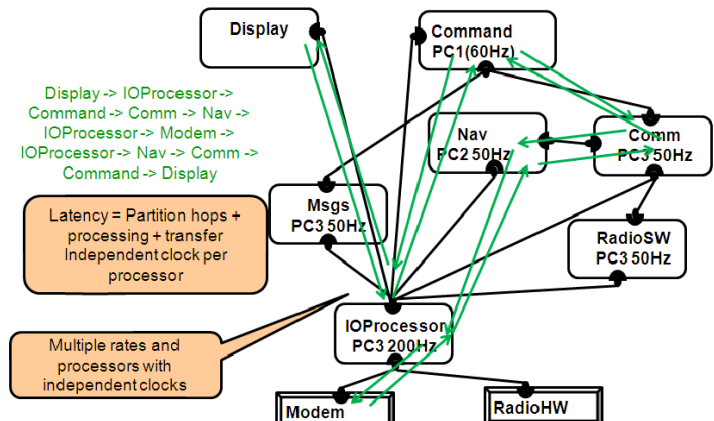 Display
Command
PC1(60Hz)
Display -> IOProcessor ->
Command -> Comm -> Nav ->
IOProcessor -> Modem ->
IOProcessor -> Nav -> Comm ->
Command -> Display
Nav
PC2 50Hz
Comm
PC3 50Hz
Msgs
PC3 50Hz
Latency = Partition hops +
processing + transfer
Independent clock per
processor
RadioSW
PC3 50Hz
IOProcessor
PC3 200Hz
Multiple rates and
processors with
independent clocks
Modem
RadioHW